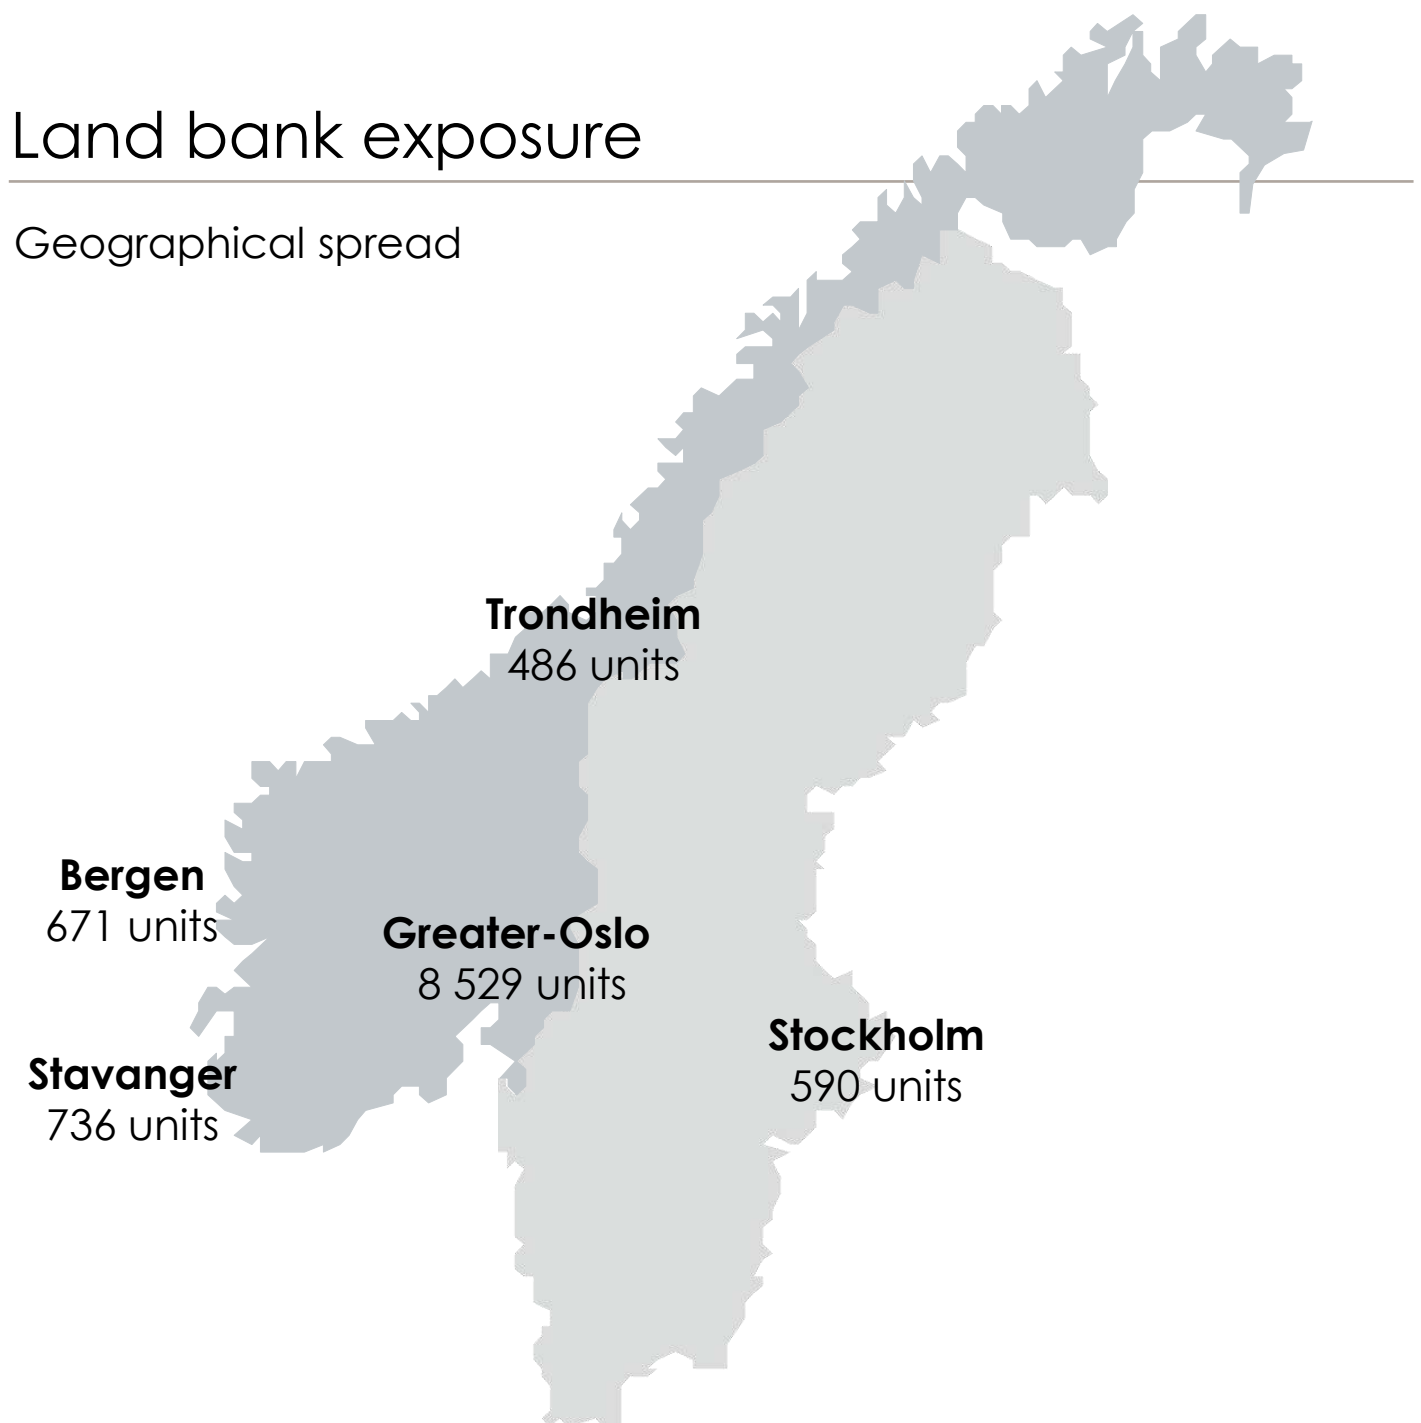 Land bank exposure
Geographical spread
Trondheim
486 units
Bergen
671 units
Greater-Oslo
8 529 units
Stockholm
590 units
Stavanger
736 units